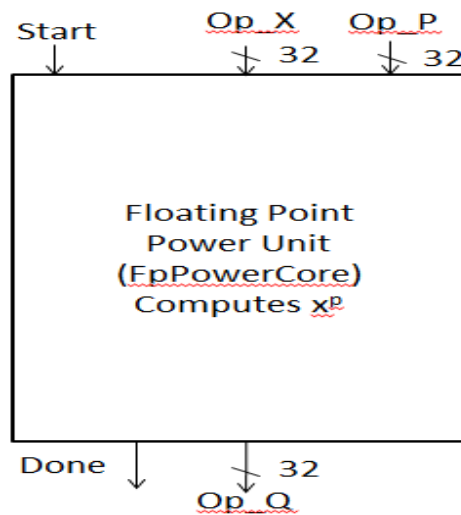 Start
Op_X
Op_P
32
32
Floating Point
Power Unit
(FpPowerCore)
Computes xᵖ
Done
32
Op_Q